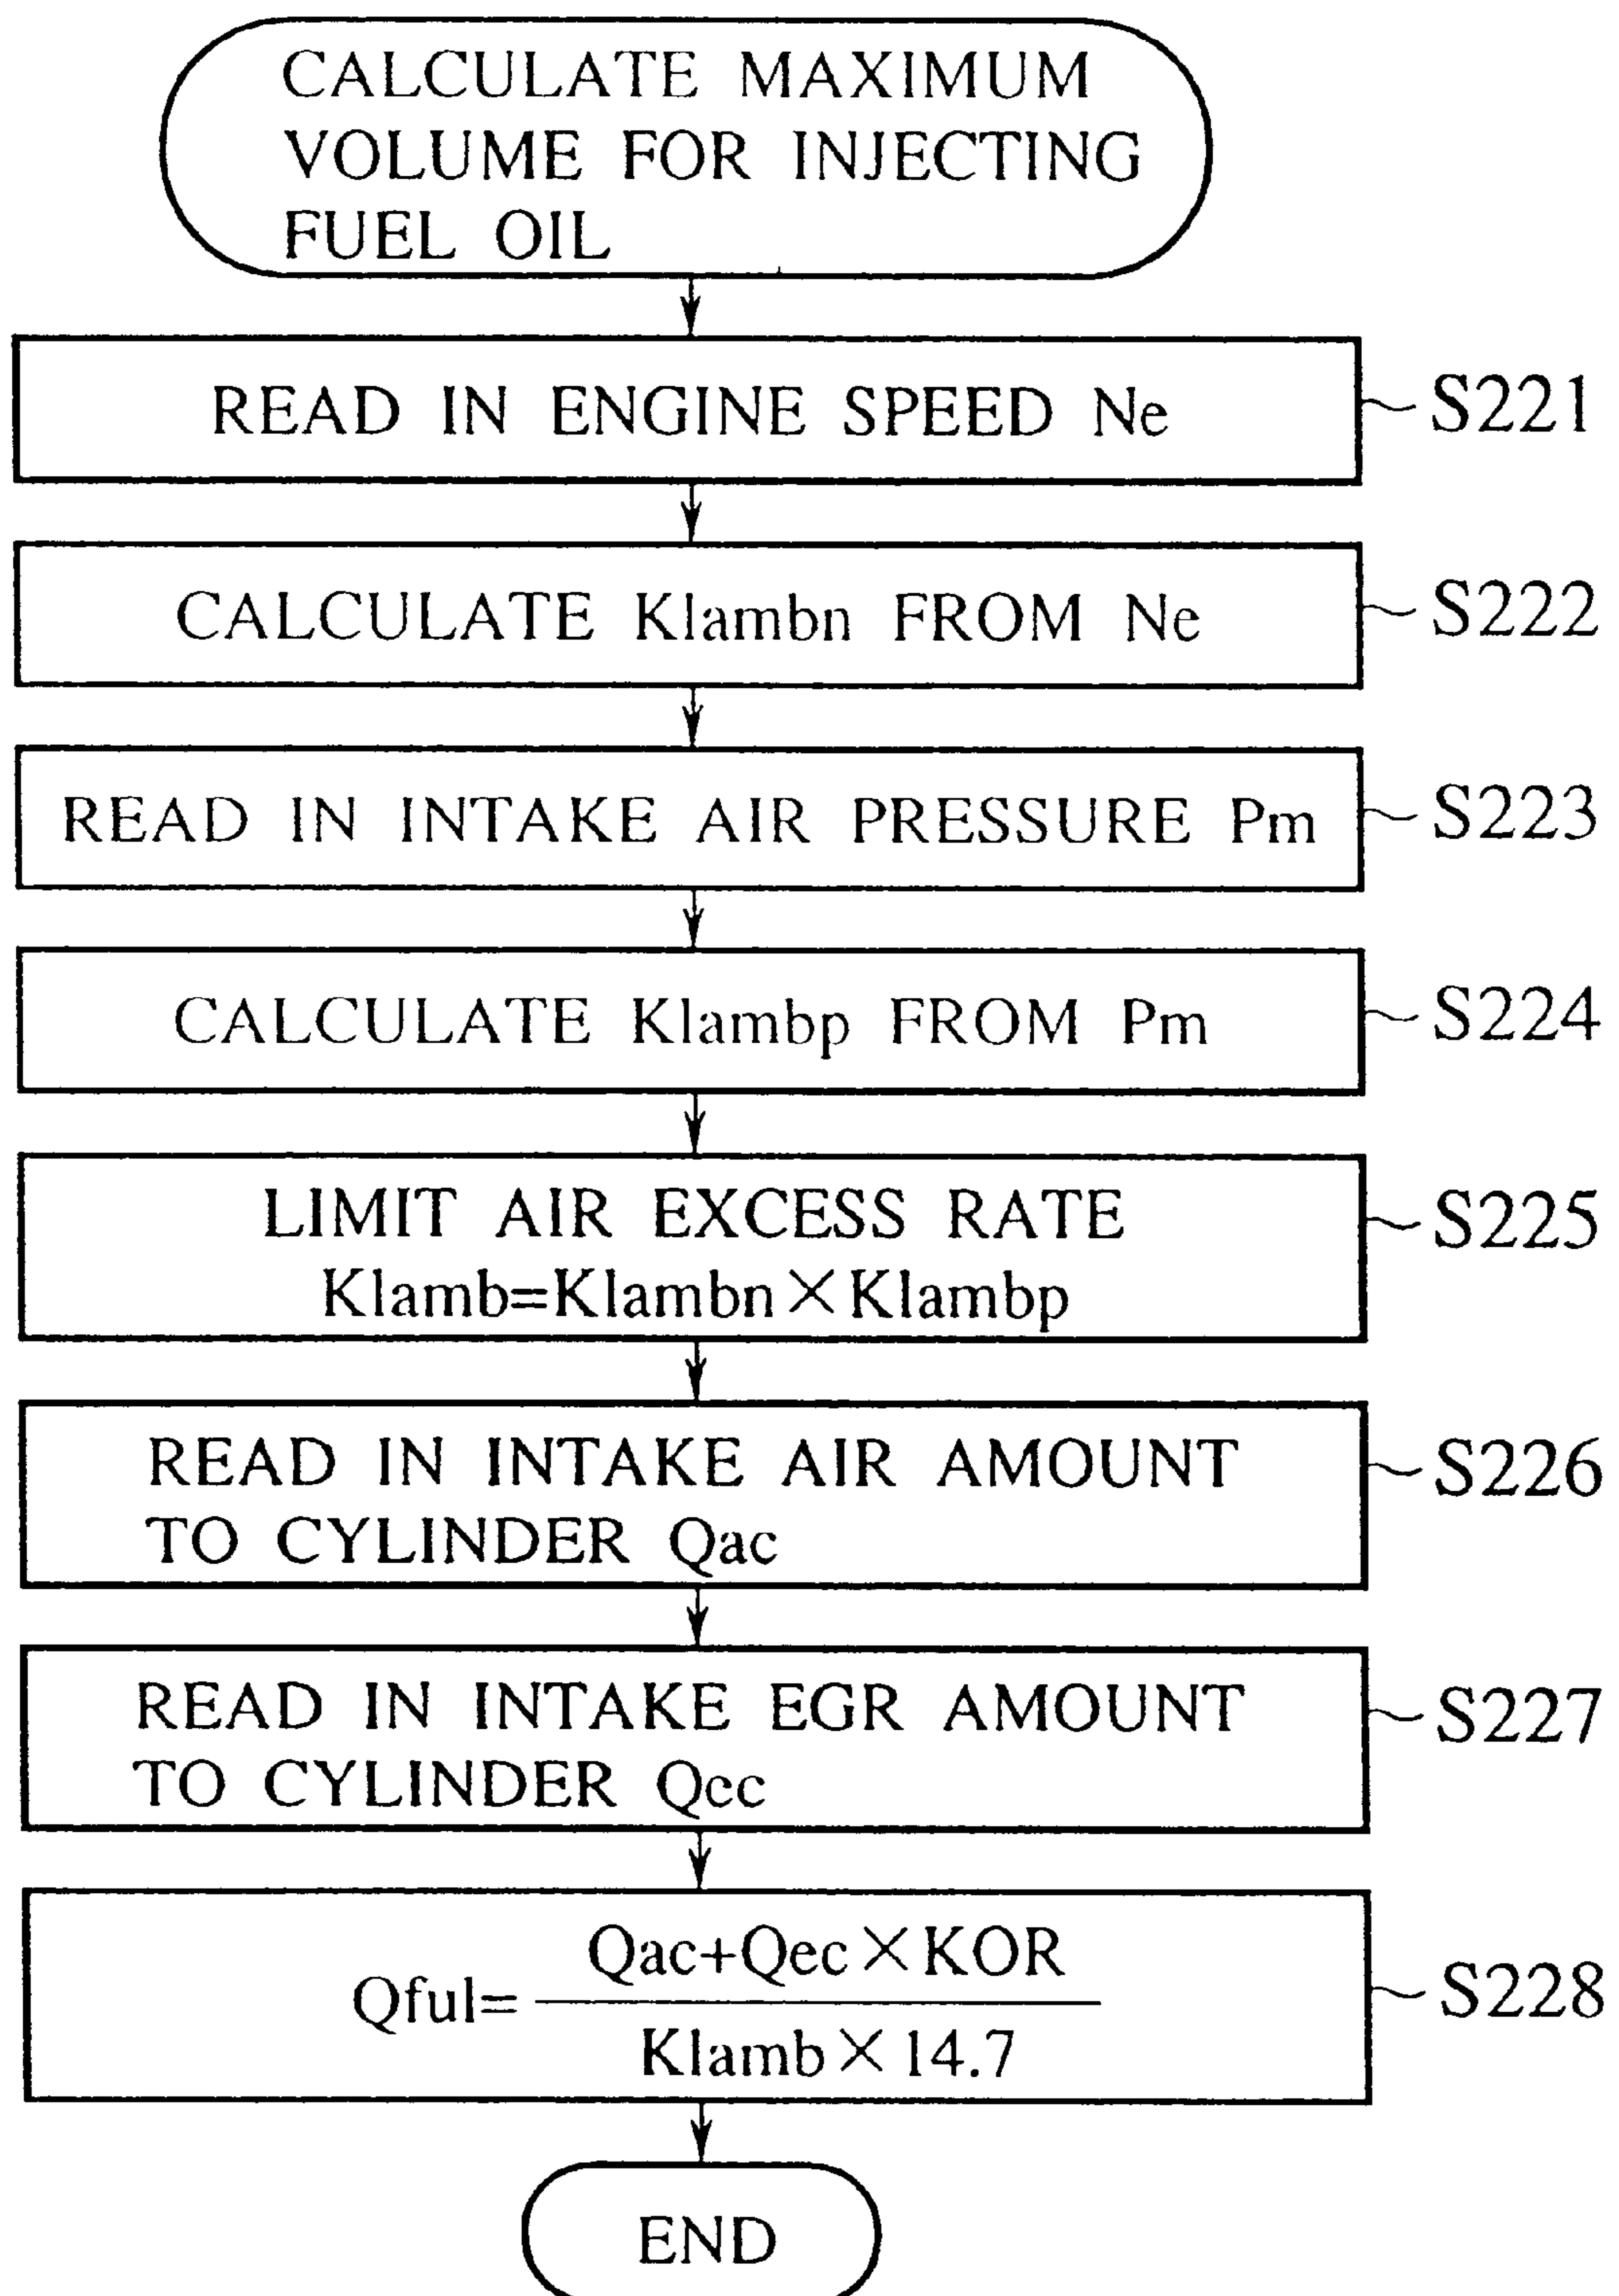 CALCULATE MAXIMUM
VOLUME FOR INJECTING
FUEL OIL
READ IN ENGINE SPEED Ne
S221
CALCULATE Klambn FROM Ne
S222
READ IN INTAKE AIR PRESSURE Pm
S223
CALCULATE Klambp FROM Pm
S224
LIMIT AIR EXCESS RATE
Klamb=Klambn×Klambp
S225
READ IN INTAKE AIR AMOUNT
TO CYLINDER Qac
S226
READ IN INTAKE EGR AMOUNT
TO CYLINDER Qec
S227
Qac+Qec×KOR
Qful=
Klamb×14.7
S228
END